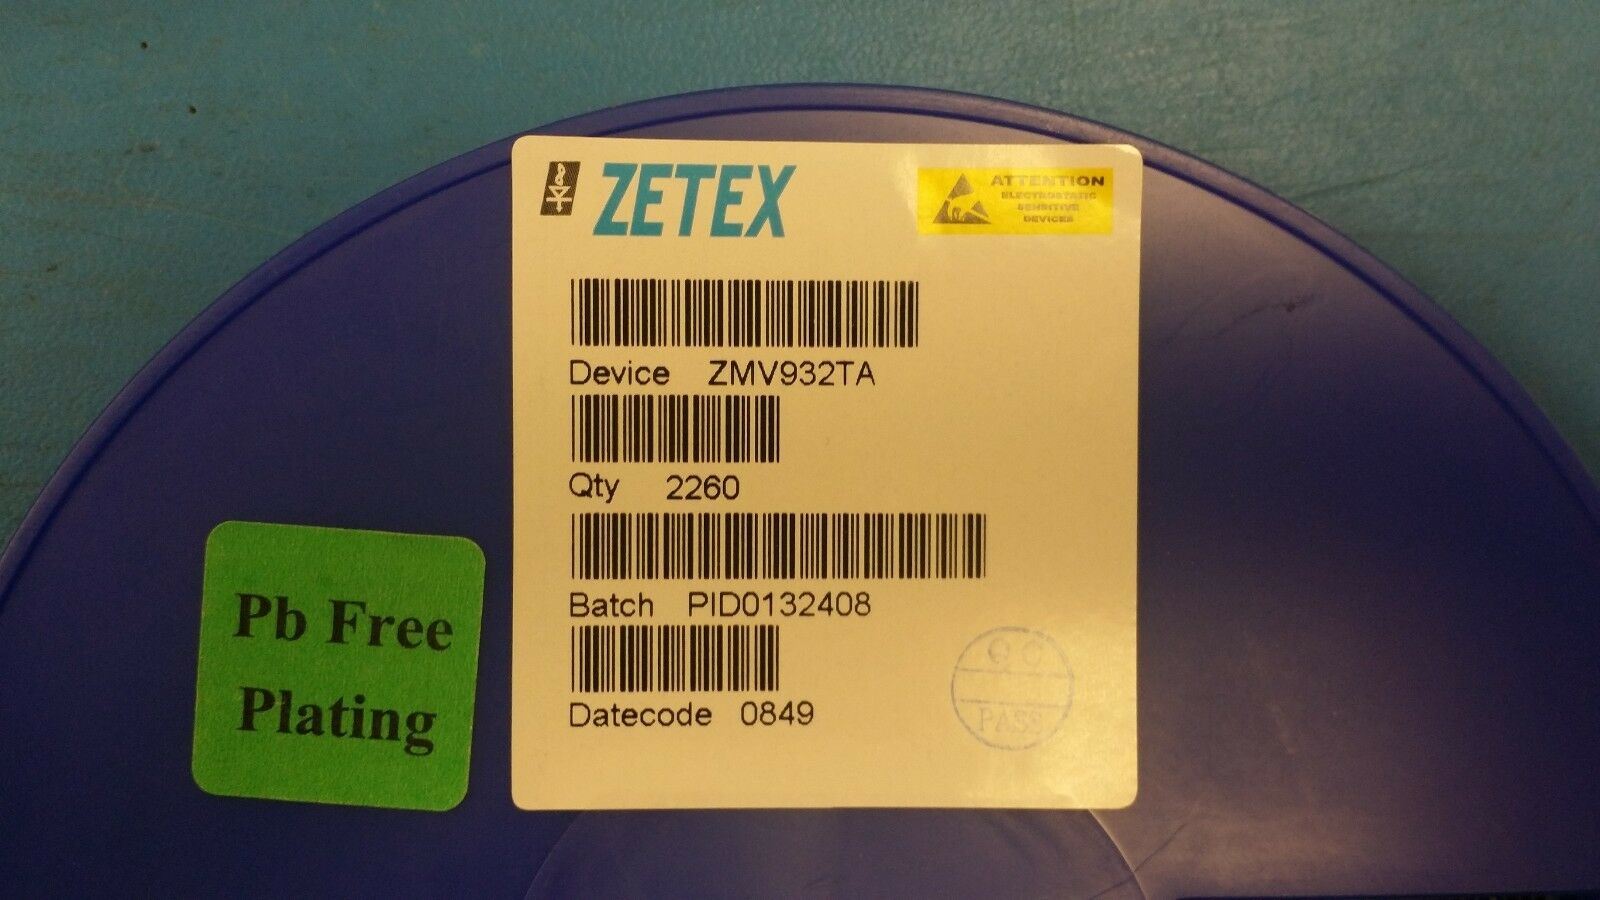 ZETEX
ATTENTION
ELECTROSTATIC
SENSITIVE
DEVICES
Device ZMV932TA
Qty 2260
Batch PID0132408
Datecode 0849
QC
PASS
Pb Free
Plating